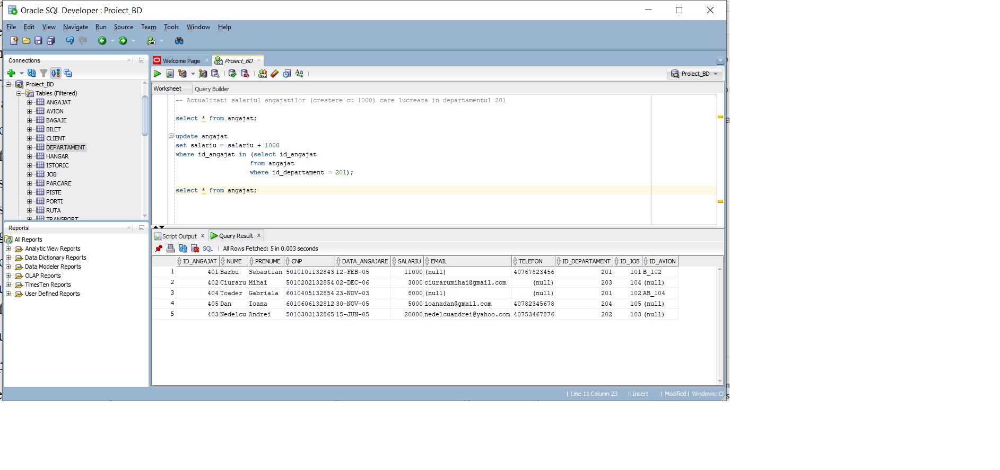 Oracle SQL Developer : Proiect_BD
File Edit View Navigate Run Source Team Tools Window Help
Connections
Proiect_BD
Tables (Filtered)
ANGAJAT
AVION
BAGAJE
BILET
CLIENT
DEPARTAMENT
HANGAR
ISTORIC
JOB
PARCARE
PISTE
PORTI
RUTA
TRANSPORT
Reports
All Reports
Analytic View Reports
Data Dictionary Reports
Data Modeler Reports
OLAP Reports
TimesTen Reports
User Defined Reports
Welcome Page Proiect_BD
Proiect_BD
Worksheet Query Builder
-- Actualizati salariul angajatilor (crestere cu 1000) care lucreaza in departamentul 201
select * from angajat;
update angajat
set salariu = salariu + 1000
where id_angajat in (select id_angajat
from angajat
where id_departament = 201);
select * from angajat;
Script Output x Query Result x
SQL | All Rows Fetched: 5 in 0.003 seconds
ID_ANGAJAT NUME PRENUME CNP DATA_ANGAJARE SALARIU EMAIL TELEFON ID_DEPARTAMENT ID_JOB ID_AVION
1 401 Barbu Sebastian 5010101132843 12-FEB-05 11000 (null) 40767823456 201 101 B_102
2 402 Ciuraru Mihai 5010202132854 02-DEC-06 3000 ciurarumihai@gmail.com (null) 203 104 (null)
3 404 Toader Gabriala 6010405132854 23-NOV-03 8000 (null) (null) 201 102 AB_104
4 405 Dan Ioana 6010606132812 30-NOV-05 5000 ioanadan@gmail.com 40782345678 204 105 (null)
5 403 Nedelcu Andrei 5010303132865 15-JUN-05 20000 nedelcuandrei@yahoo.com 40753467876 202 103 (null)
| Line 11 Column 23 | Insert | Modified | Windows: C